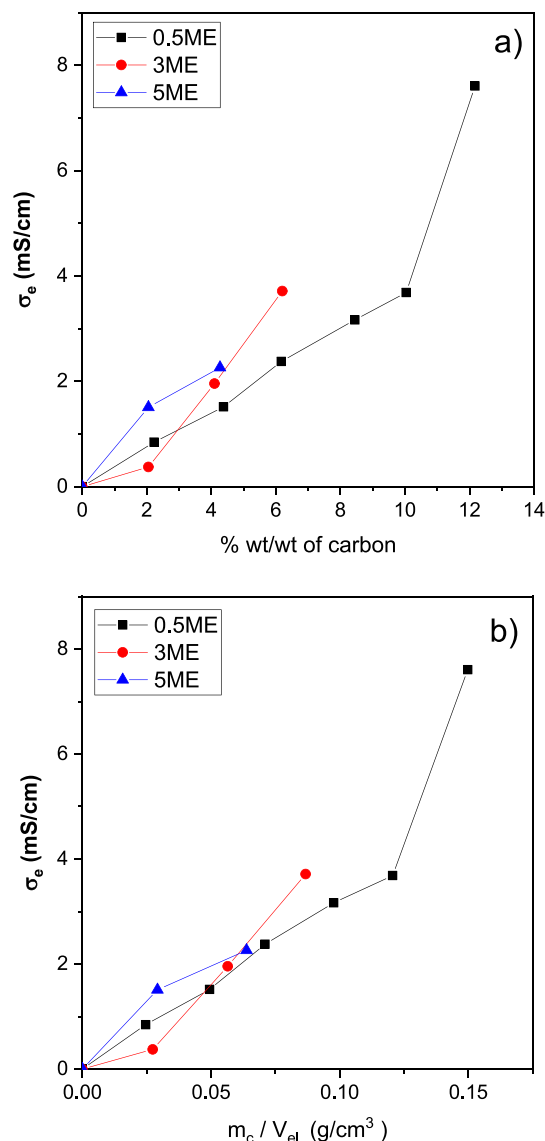 a)
0.5ME
3ME
5ME
8
6
4
2
0
σe (mS/cm)
0 2 4 6 8 10 12 14
% wt/wt of carbon
b)
0.5ME
3ME
5ME
8
6
4
2
0
σe (mS/cm)
0.00 0.05 0.10 0.15
mc / Vel (g/cm³ )